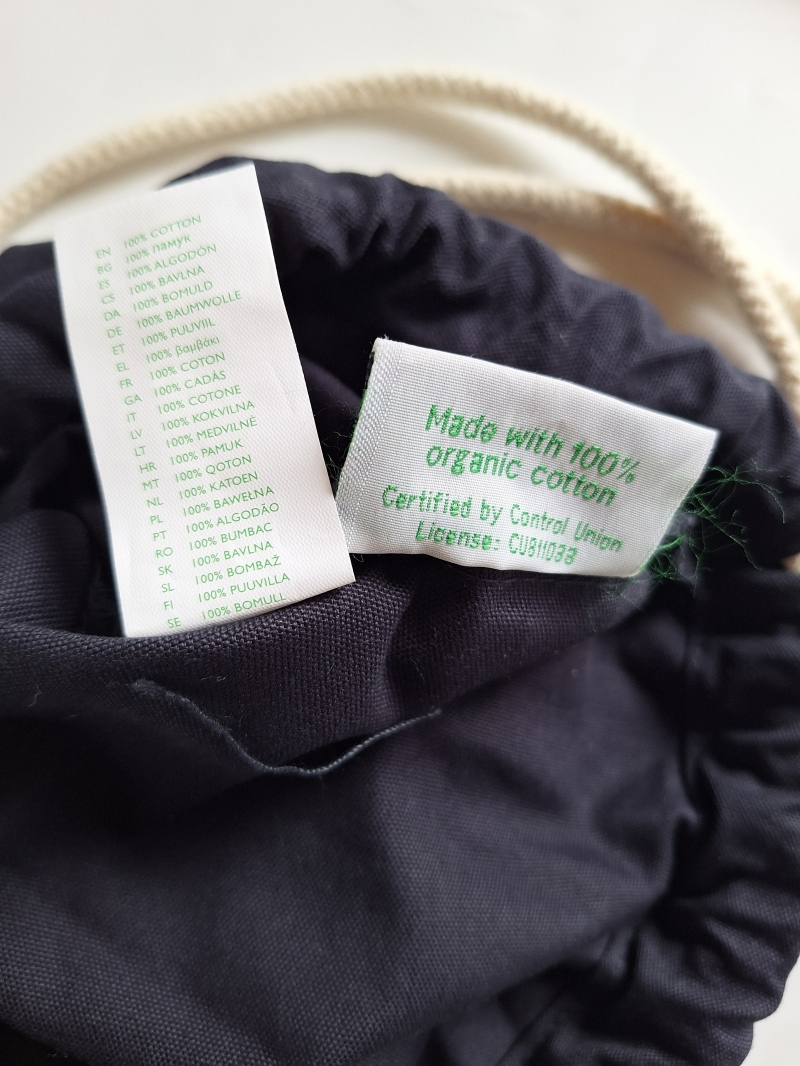 EN 100% COTTON
BG 100% памук
ES 100% ALGODÓN
CS 100% BAVLNA
DA 100% BOMULD
DE 100% BAUMWOLLE
ET 100% PUUVIIL
EL 100% βαμβάκι
FR 100% COTON
GA 100% CADÁS
IT 100% COTONE
LV 100% KOKVILNA
LT 100% MEDVILNĖ
HR 100% PAMUK
MT 100% QOTON
NL 100% KATOEN
PL 100% BAWEŁNA
PT 100% ALGODÃO
RO 100% BUMBAC
SK 100% BAVLNA
SL 100% BOMBAŽ
FI 100% PUUVILLA
SE 100% BOMULL
Made with 100%
organic cotton
Certified by Control Union
License: CU811033